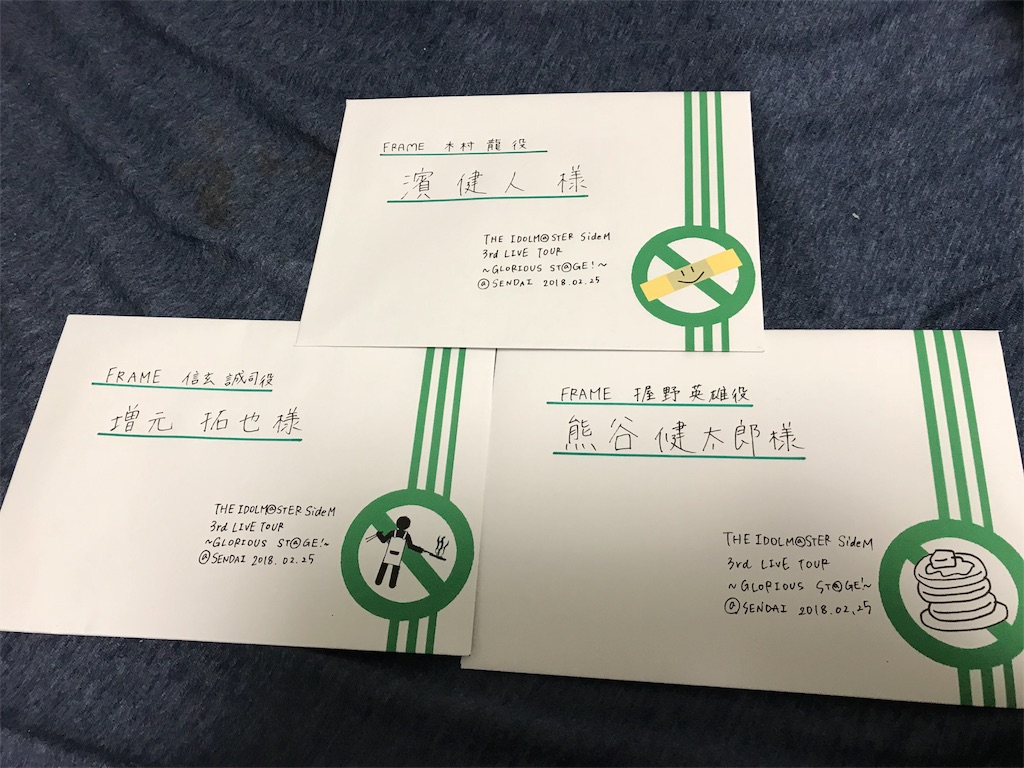 FRAME 木村 龍 役
濱 健人 様
THE IDOLM@STER SideM
3rd LIVE TOUR
~GLORIOUS ST@GE!~
@SENDAI 2018.02.25
FRAME 信玄 誠司役
増元 拓也様
THE IDOLM@STER SideM
3rd LIVE TOUR
~GLORIOUS ST@GE!~
@SENDAI 2018.02.25
FRAME 握野英雄役
熊谷 健太郎様
THE IDOLM@STER SideM
3rd LIVE TOUR
~GLORIOUS ST@GE!~
@SENDAI 2018.02.25